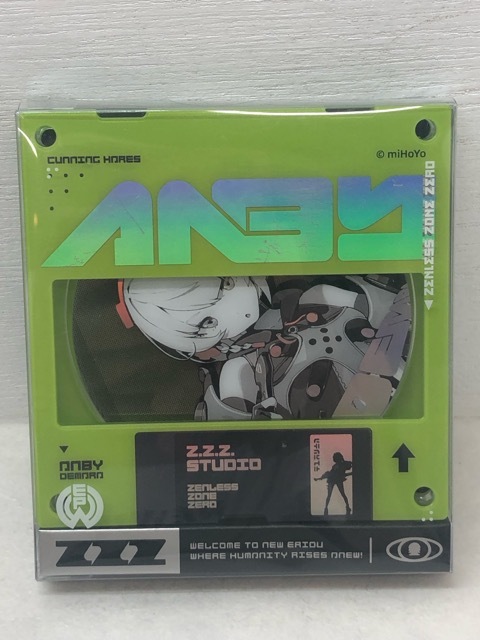 CUNNING HARES
© miHoYo
ANBY
ZENLESS ZONE ZERO
ANBY
DEMARA
Z.Z.Z.
STUDIO
ZENLESS
ZONE
ZERO
ZZZ
WELCOME TO NEW ERIDU
WHERE HUMANITY RISES ANEW!